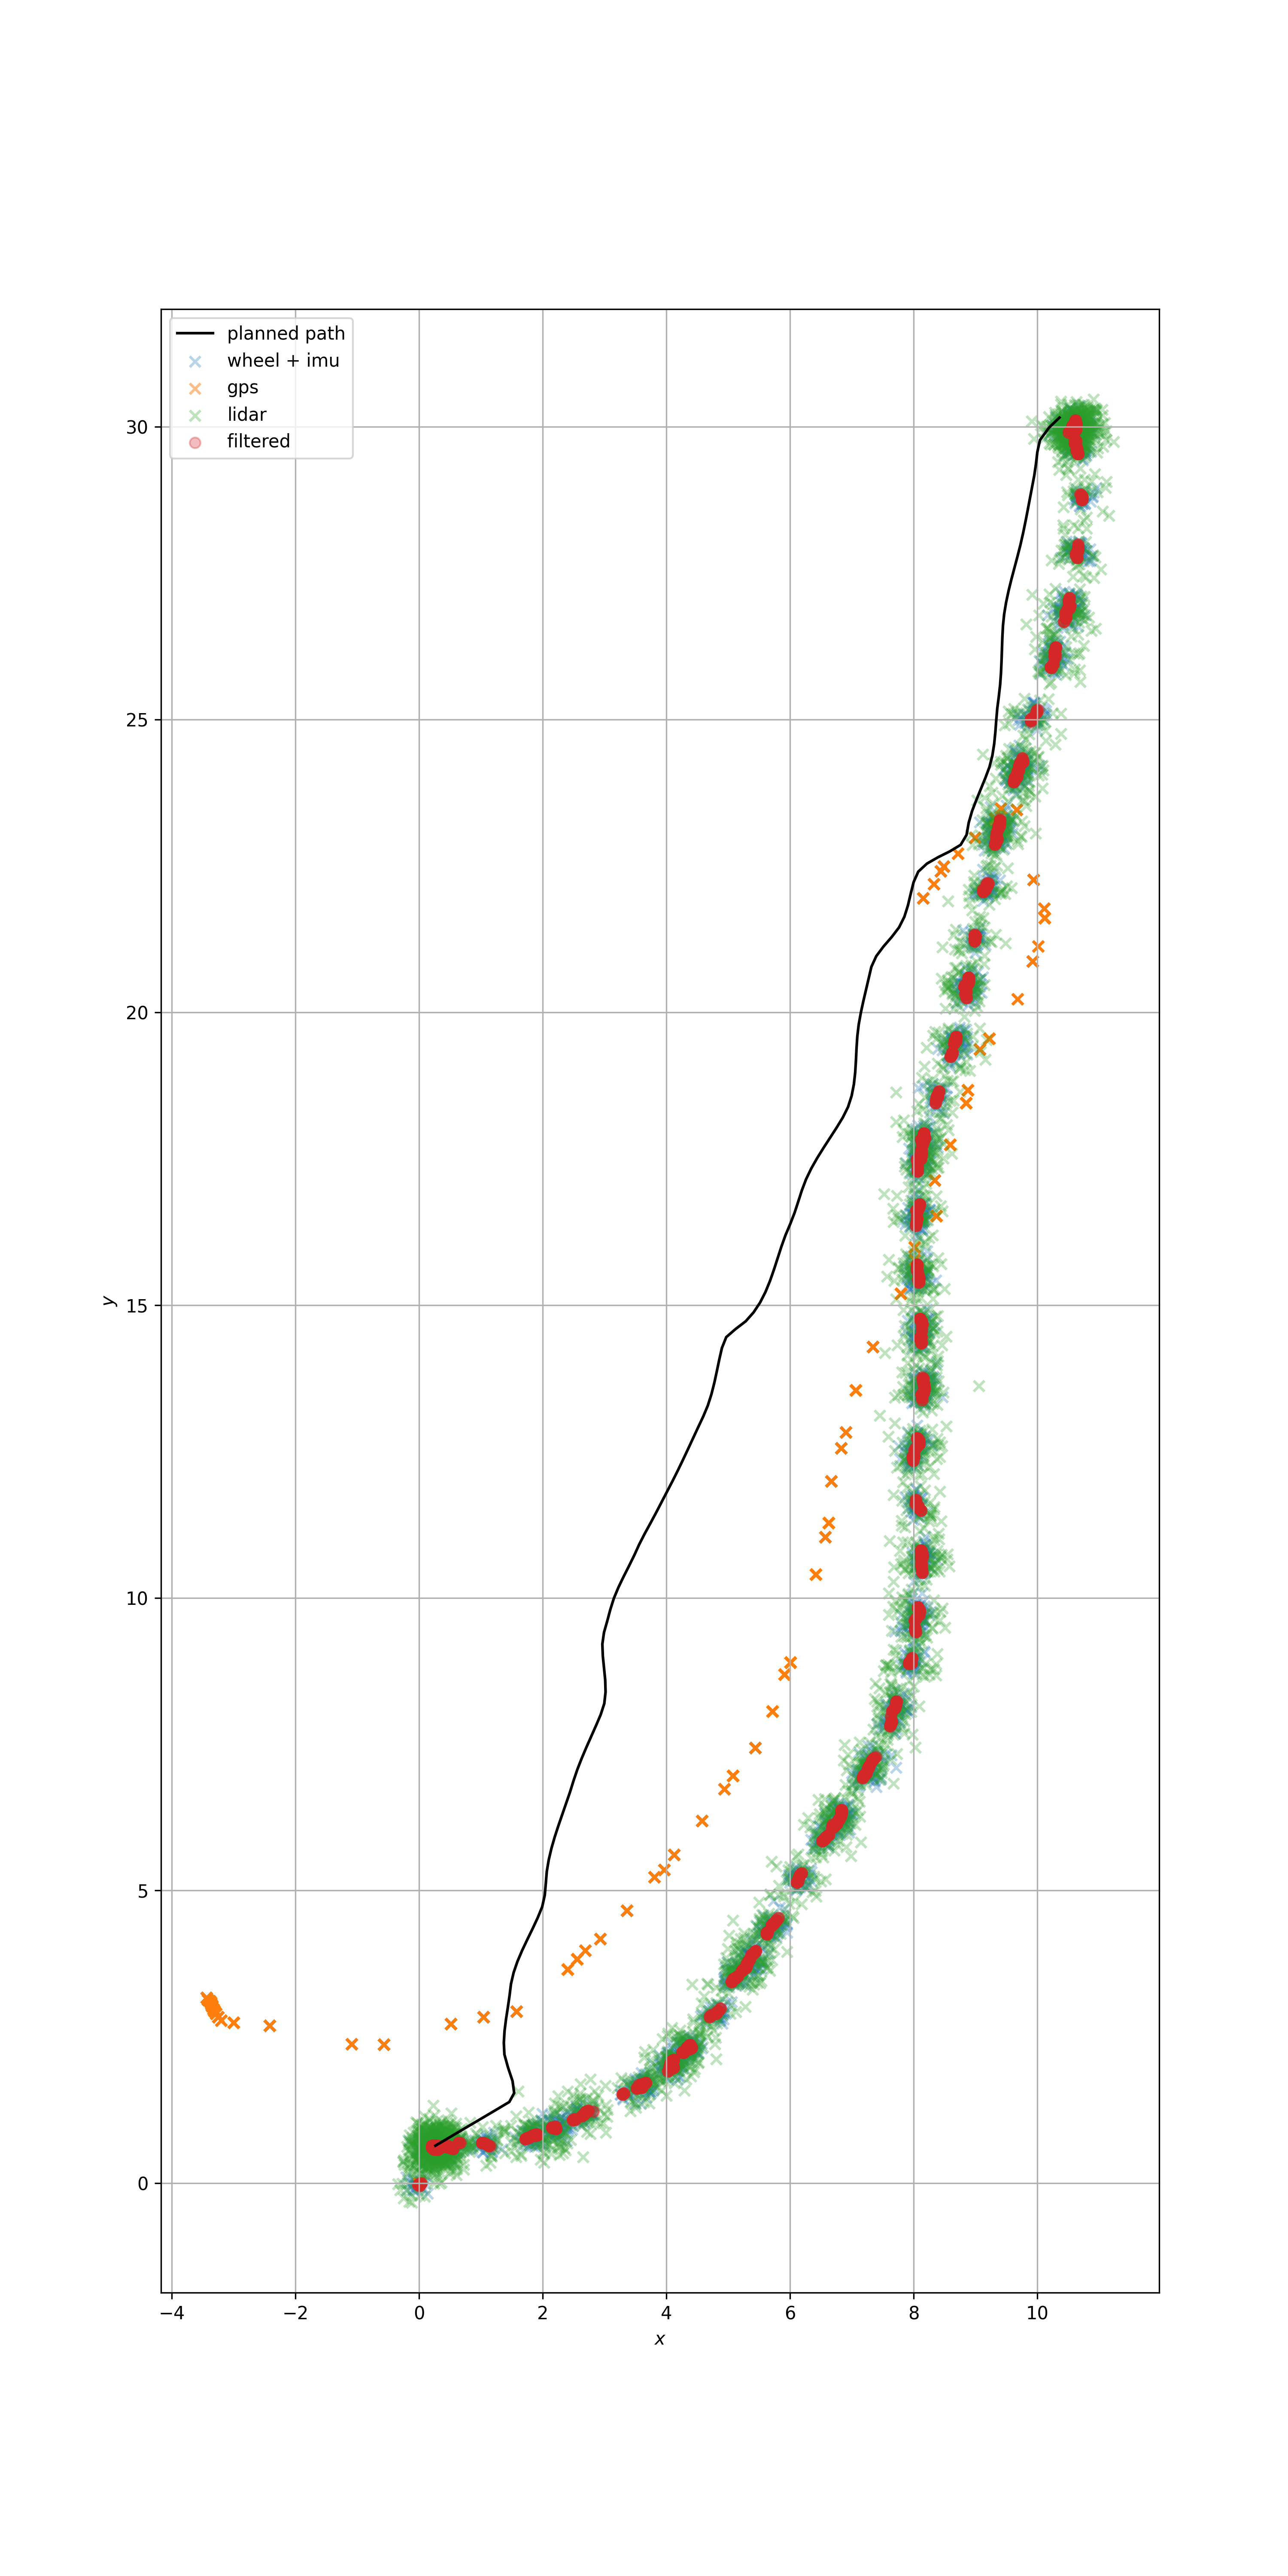 planned path
wheel + imu
gps
lidar
filtered
30
25
20
15
10
5
0
y
−4 −2 0 2 4 6 8 10
x